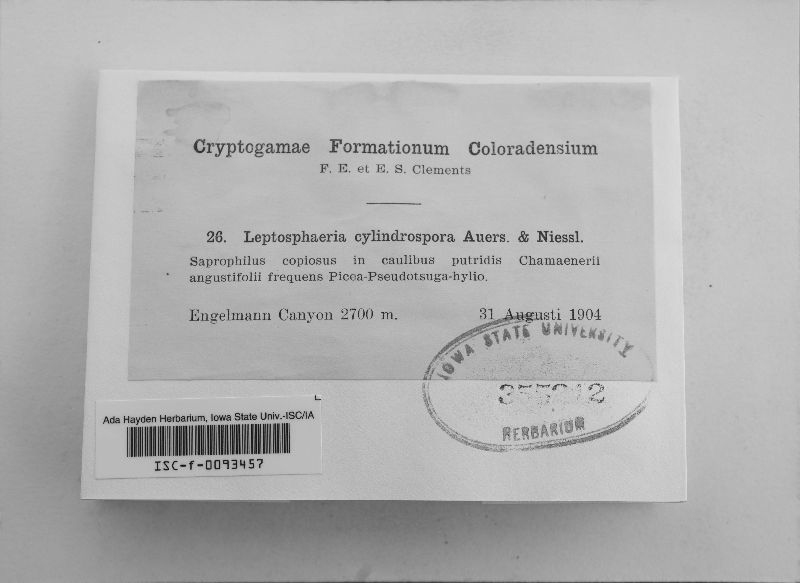 Cryptogamae Formationum Coloradensium
F. E. et E. S. Clements
26. Leptosphaeria cylindrospora Auers. & Niessl.
Saprophilus copiosus in caulibus putridis Chamaenerii
angustifolii frequens Picea-Pseudotsuga-hylio.
Engelmann Canyon 2700 m. 31 Augusti 1904
IOWA STATE UNIVERSITY
HERBARIUM
Ada Hayden Herbarium, Iowa State Univ.-ISC/IA
ISC-f-0093457